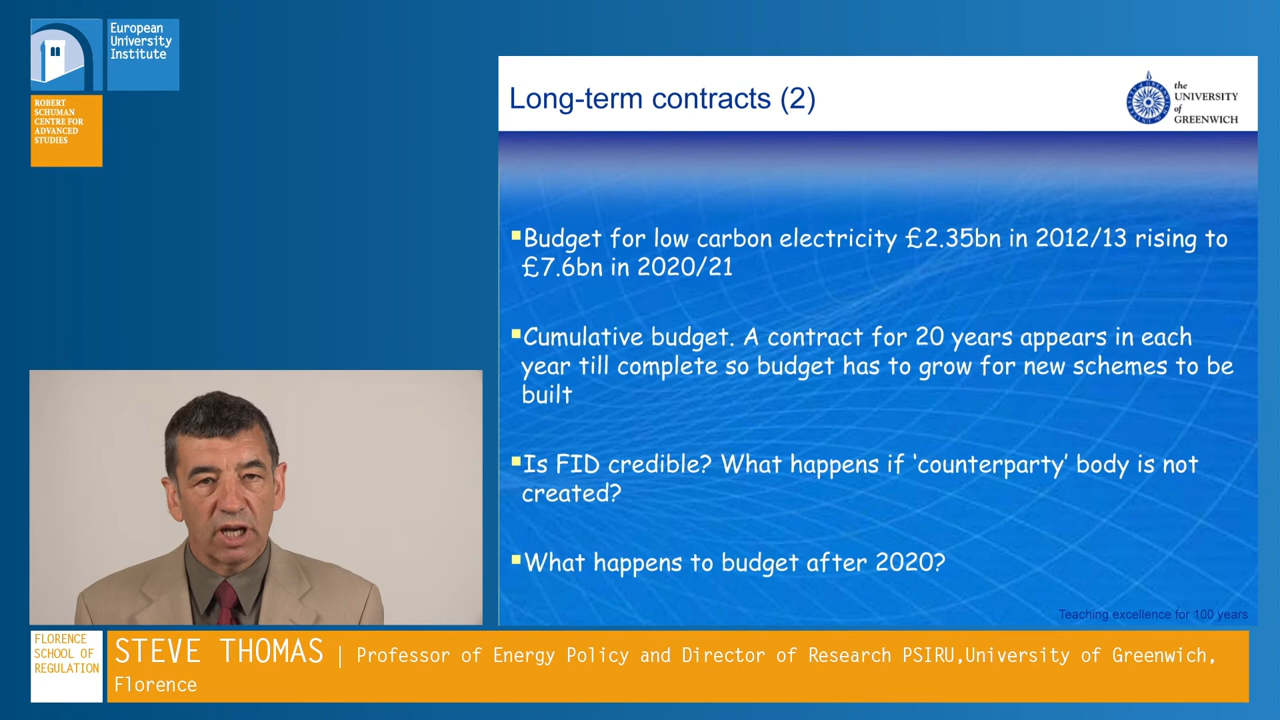 European
University
Institute
ROBERT
SCHUMAN
CENTRE FOR
ADVANCED
STUDIES
Long-term contracts (2)
the
UNIVERSITY
of
GREENWICH
Budget for low carbon electricity £2.35bn in 2012/13 rising to
£7.6bn in 2020/21
Cumulative budget. A contract for 20 years appears in each
year till complete so budget has to grow for new schemes to be
built
Is FID credible? What happens if ‘counterparty’ body is not
created?
What happens to budget after 2020?
Teaching excellence for 100 years
FLORENCE
SCHOOL OF
REGULATION
STEVE THOMAS | Professor of Energy Policy and Director of Research PSIRU,University of Greenwich,
Florence